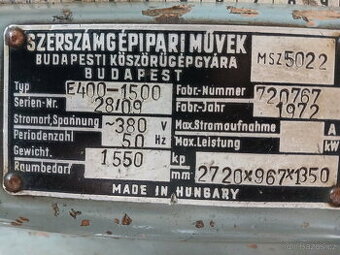 SZERSZÁMGÉPIPARI MŰVEK
BUDAPESTI KÖSZÖRŰGÉPGYÁRA
BUDAPEST
MSZ5022
Typ E400-1500 Fabr.-Nummer 720767
Serien-Nr. 28/09 Fabr.-Jahr 1972
Stromart, Spannung ~380 V Max.Stromaufnahme A
Periodenzahl 50 Hz Max.Leistung kW
Gewicht. 1550 kp
Raumbedarf mm 2720×967×1350
MADE IN HUNGARY